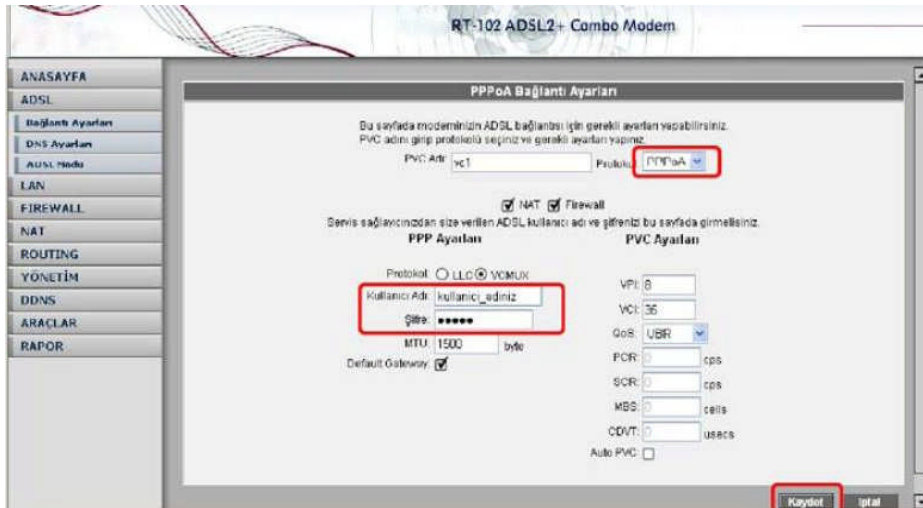 RT-102 ADSL2+ Combo Modem
ANASAYFA
ADSL
Bağlantı Ayarları
DNS Ayarları
ADSL Modu
LAN
FIREWALL
NAT
ROUTING
YÖNETİM
DDNS
ARAÇLAR
RAPOR
PPPoA Bağlantı Ayarları
Bu sayfada modeminizin ADSL bağlantısı için gerekli ayarları yapabilirsiniz.
PVC adını girip protokolü seçiniz ve gerekli ayarları yapınız.
PVC Adı: vc1 Protokol: PPPoA
NAT Firewall
Servis sağlayıcınızdan size verilen ADSL kullanıcı adı ve şifrenizi bu sayfada girmelisiniz.
PPP Ayarları
Protokol: LLC VCMUX
Kullanıcı Adı: kullanici_adiniz
Şifre: •••••
MTU: 1500 byte
Default Gateway:
PVC Ayarları
VPI: 8
VCI: 35
QoS: UBR
PCR: 0 cps
SCR: 0 cps
MBS: 0 cells
CDVT: 0 usecs
Auto PVC:
Kaydet İptal